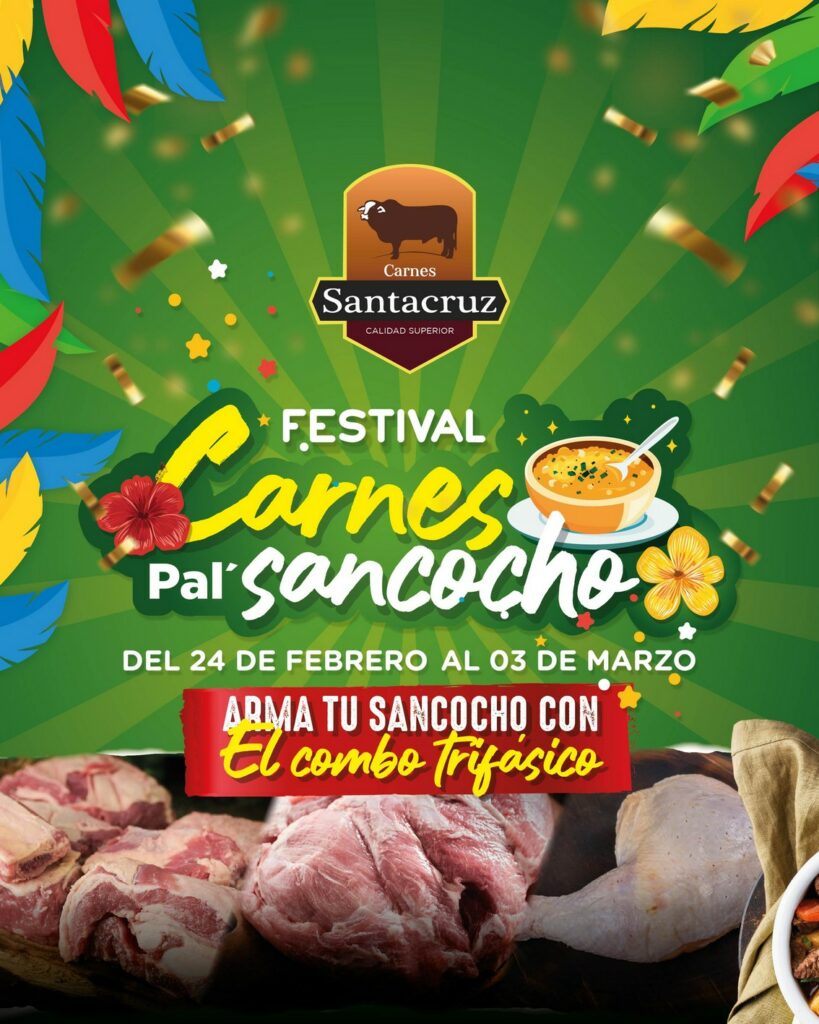 Carnes
Santacruz
CALIDAD SUPERIOR
FESTIVAL
Carnes
Pal´sancocho
DEL 24 DE FEBRERO AL 03 DE MARZO
ARMA TU SANCOCHO CON
El combo Trifásico